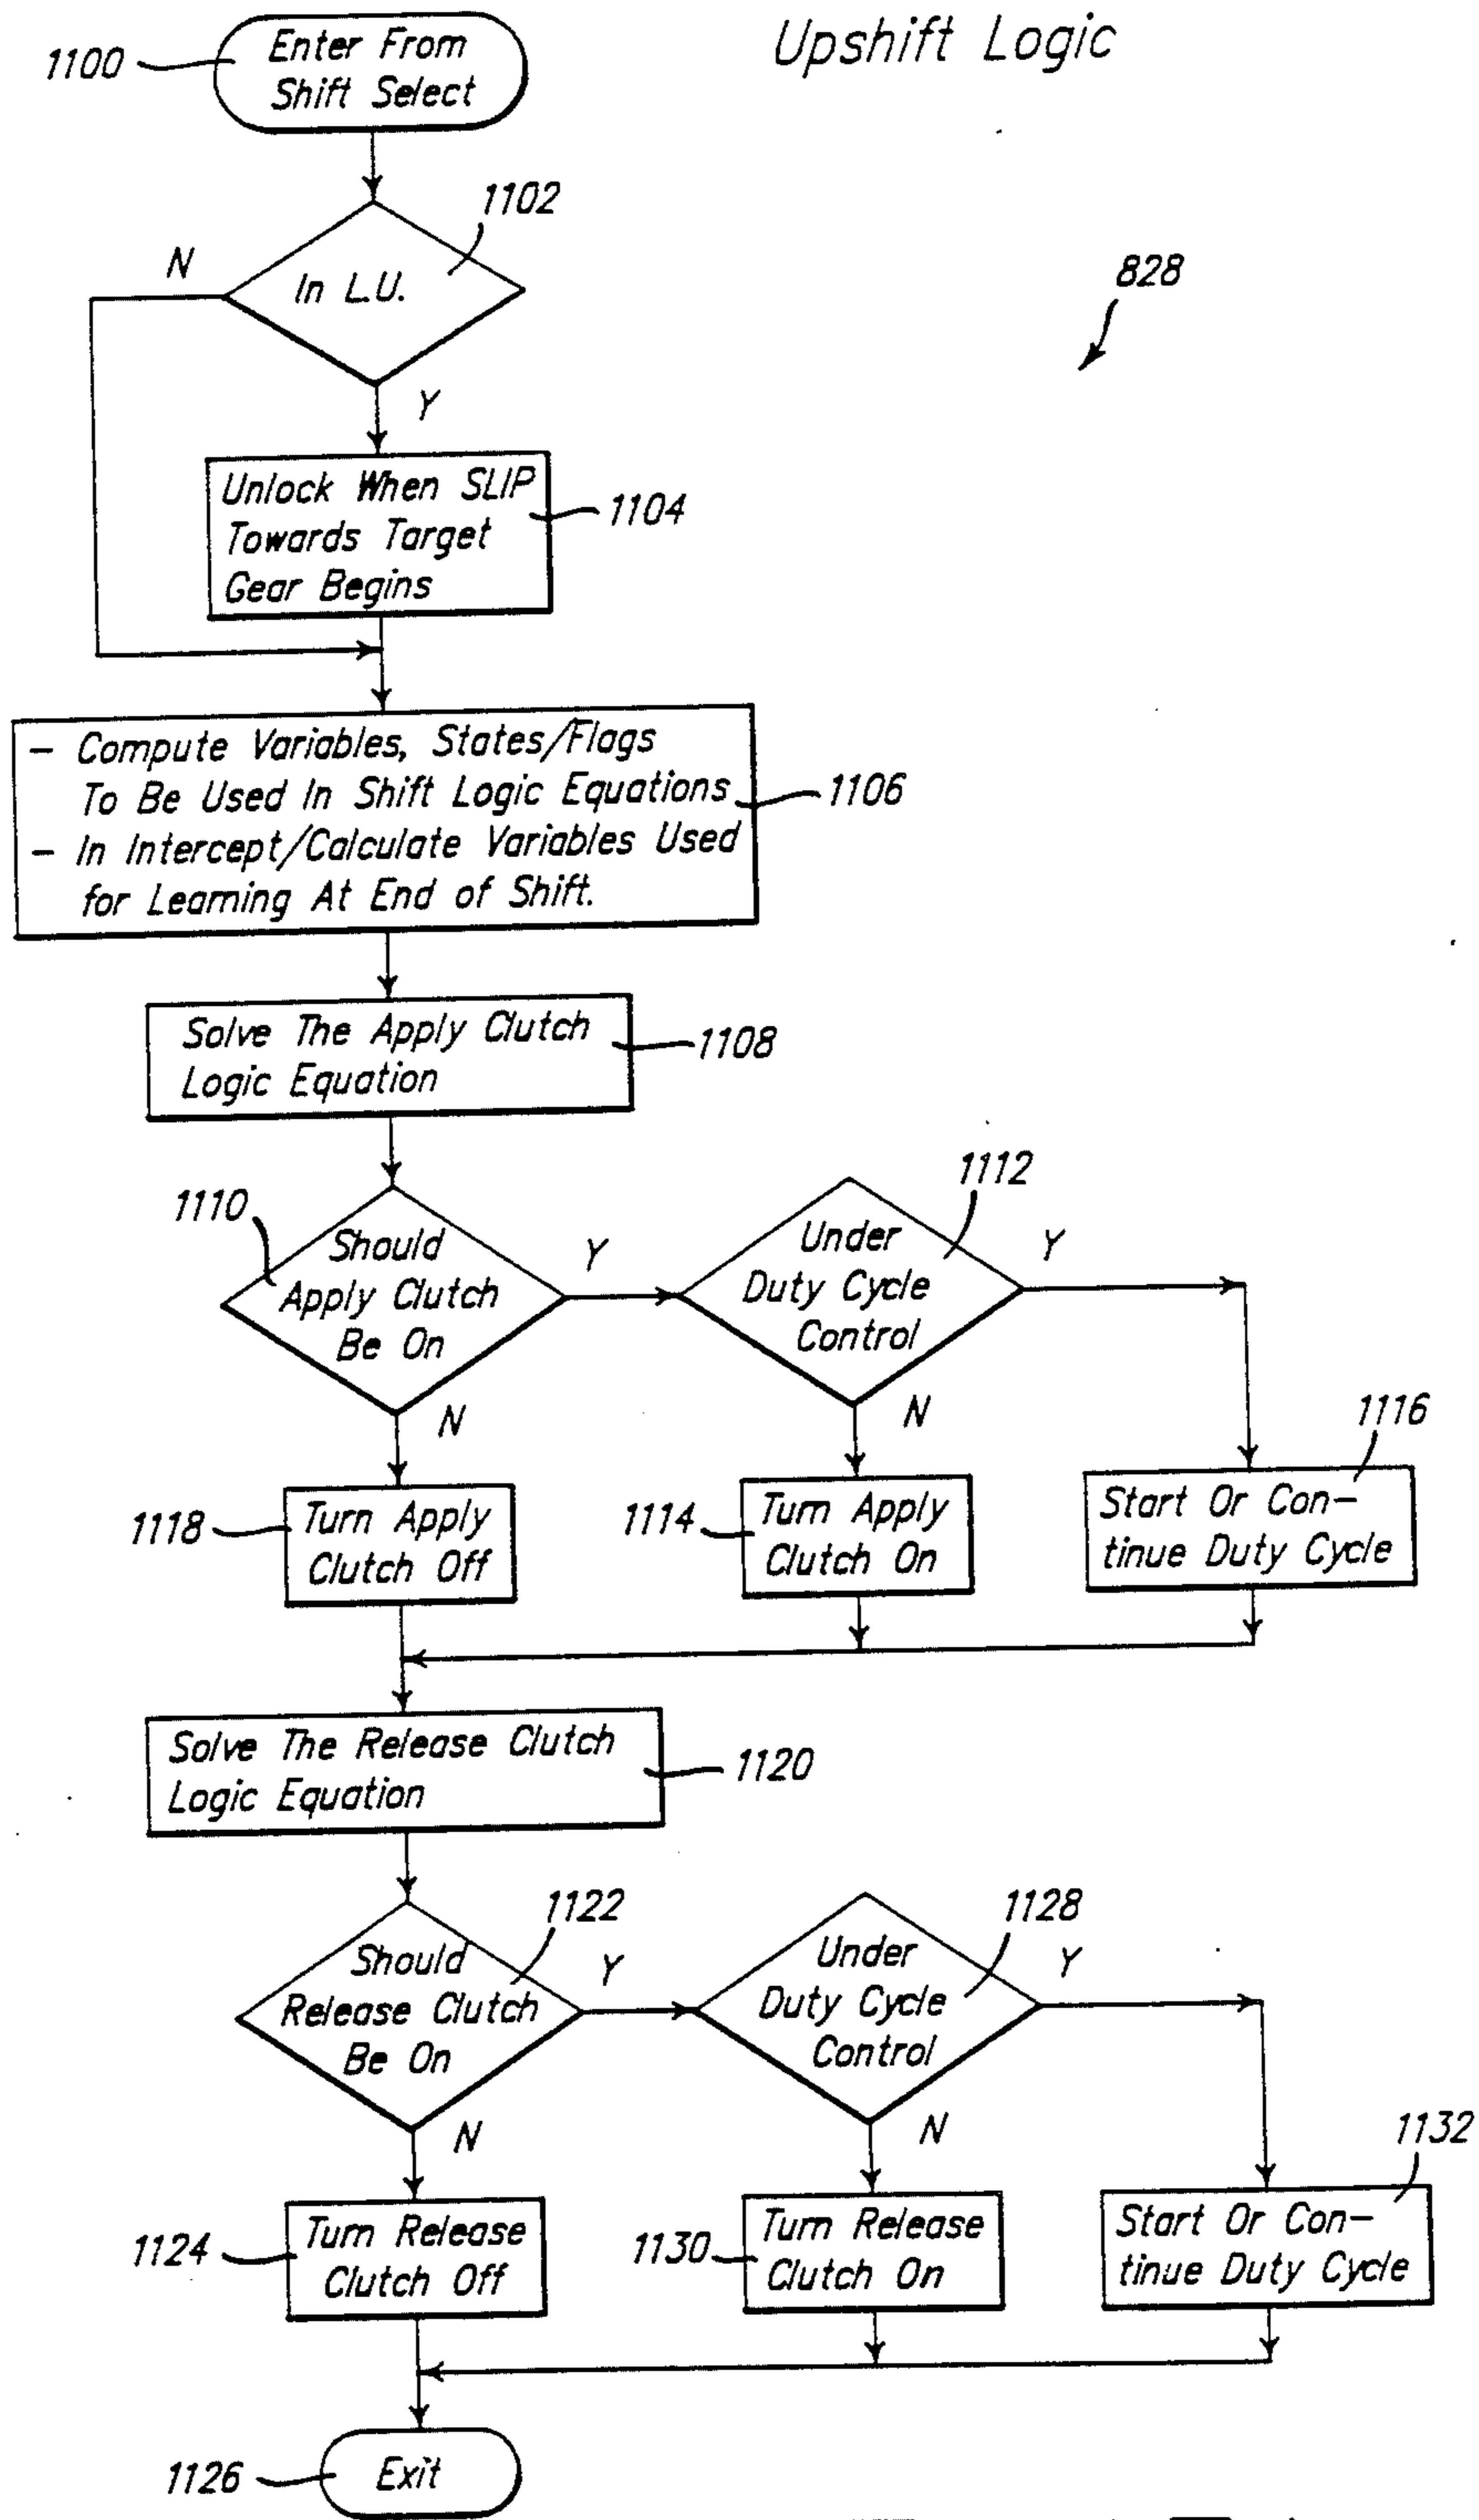 Upshift Logic
1100
Enter From
Shift Select
1102
In L.U.
N
Y
828
Unlock When SLIP
Towards Target
Gear Begins
1104
- Compute Variables, States/Flags
To Be Used In Shift Logic Equations
- In Intercept/Calculate Variables Used
for Learning At End of Shift.
1106
Solve The Apply Clutch
Logic Equation
1108
1110
Should
Apply Clutch
Be On
Y
N
1112
Under
Duty Cycle
Control
Y
N
1118
Turn Apply
Clutch Off
1114
Turn Apply
Clutch On
1116
Start Or Con-
tinue Duty Cycle
Solve The Release Clutch
Logic Equation
1120
1122
Should
Release Clutch
Be On
Y
N
1128
Under
Duty Cycle
Control
Y
N
1124
Turn Release
Clutch Off
1130
Turn Release
Clutch On
1132
Start Or Con-
tinue Duty Cycle
1126
Exit